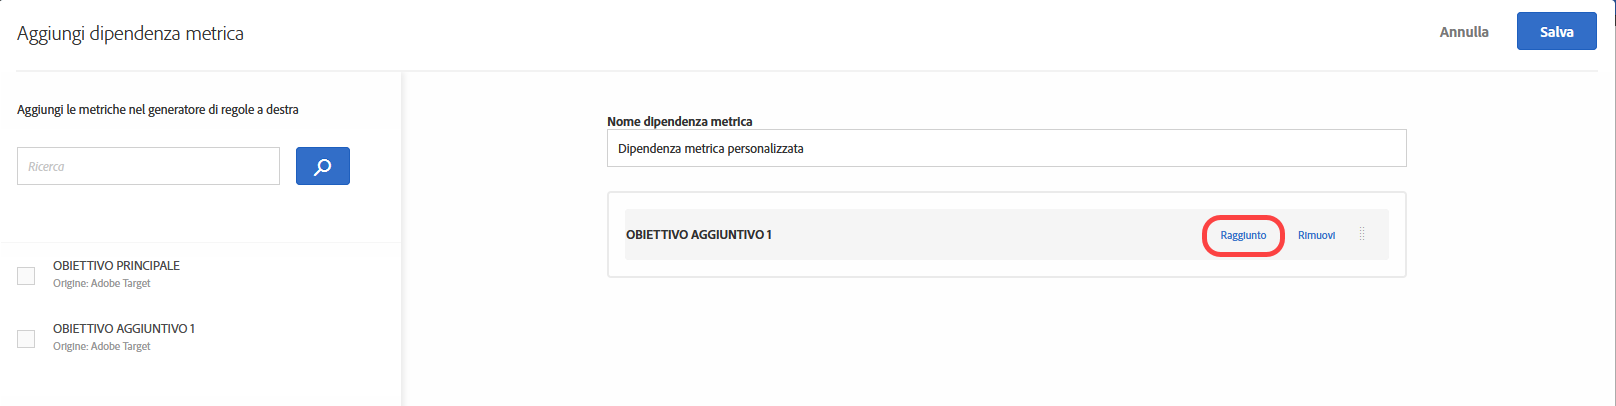 Aggiungi dipendenza metrica
Annulla
Salva
Aggiungi le metriche nel generatore di regole a destra
Ricerca
OBIETTIVO PRINCIPALE
Origine: Adobe Target
OBIETTIVO AGGIUNTIVO 1
Origine: Adobe Target
Nome dipendenza metrica
Dipendenza metrica personalizzata
OBIETTIVO AGGIUNTIVO 1
Raggiunto
Rimuovi